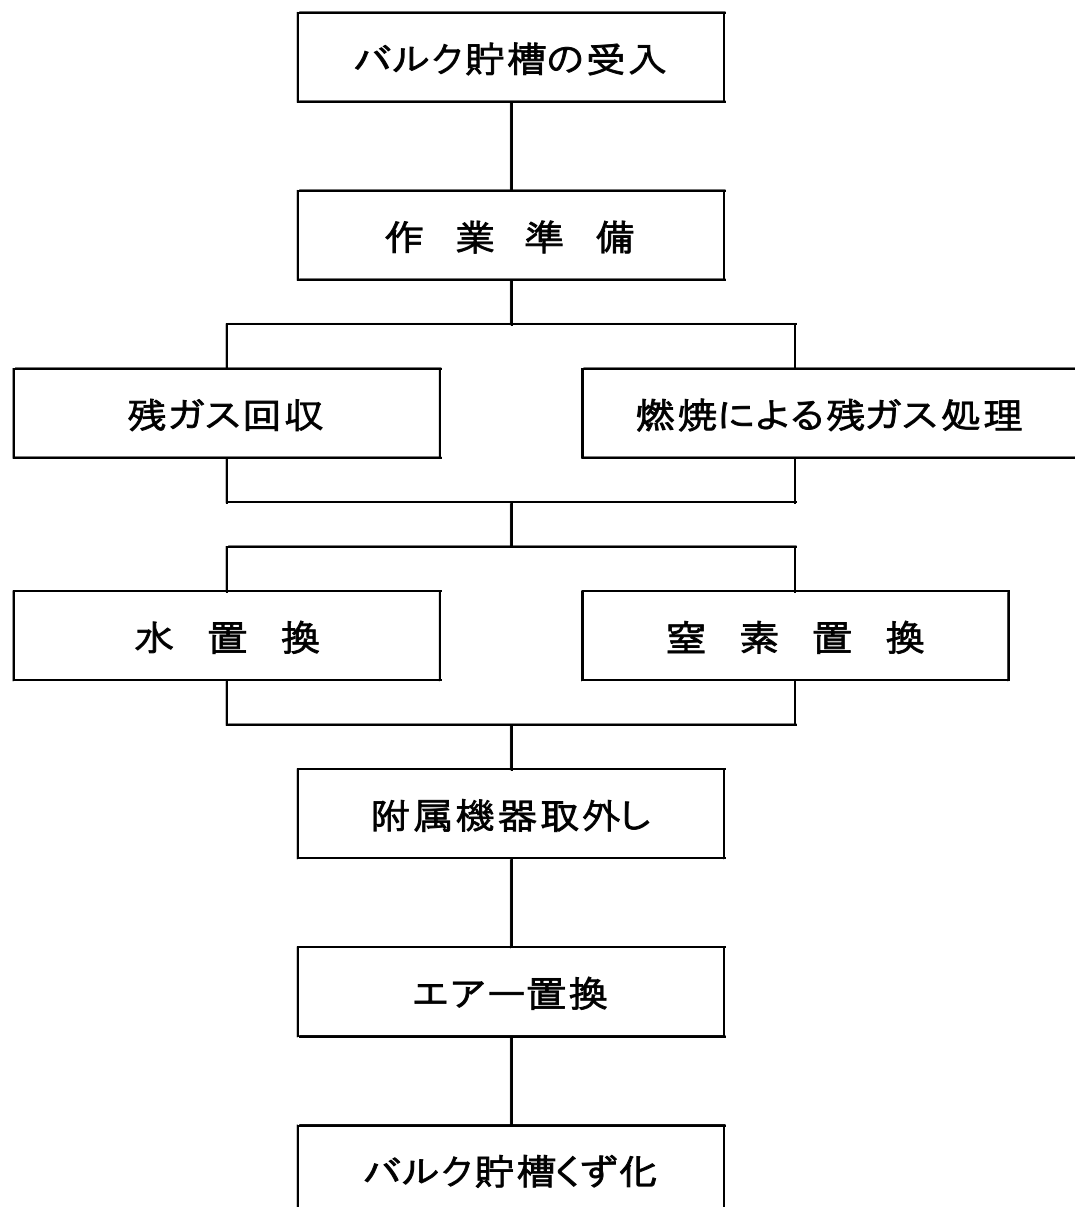 バルク貯槽の受入
作 業 準 備
残ガス回収
燃焼による残ガス処理
水 置 換
窒 素 置 換
附属機器取外し
エアー置換
バルク貯槽くず化